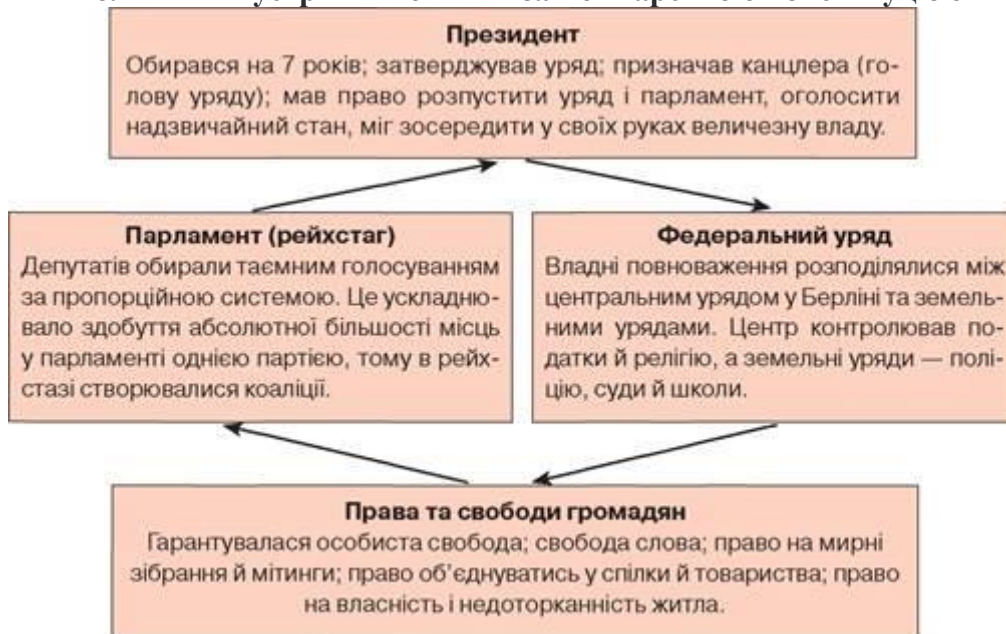 Президент
Обирався на 7 років; затверджував уряд; призначав канцлера (го-
лову уряду); мав право розпустити уряд і парламент, оголосити
надзвичайний стан, міг зосередити у своїх руках величезну владу.
Парламент (рейхстаг)
Депутатів обирали таємним голосуванням
за пропорційною системою. Це ускладню-
вало здобуття абсолютної більшості місць
у парламенті однією партією, тому в рейх-
стазі створювалися коаліції.
Федеральний уряд
Владні повноваження розподілялися між
центральним урядом у Берліні та земель-
ними урядами. Центр контролював по-
датки й релігію, а земельні уряди — полі-
цію, суди й школи.
Права та свободи громадян
Гарантувалася особиста свобода; свобода слова; право на мирні
зібрання й мітинги; право об’єднуватись у спілки й товариства; право
на власність і недоторканність житла.